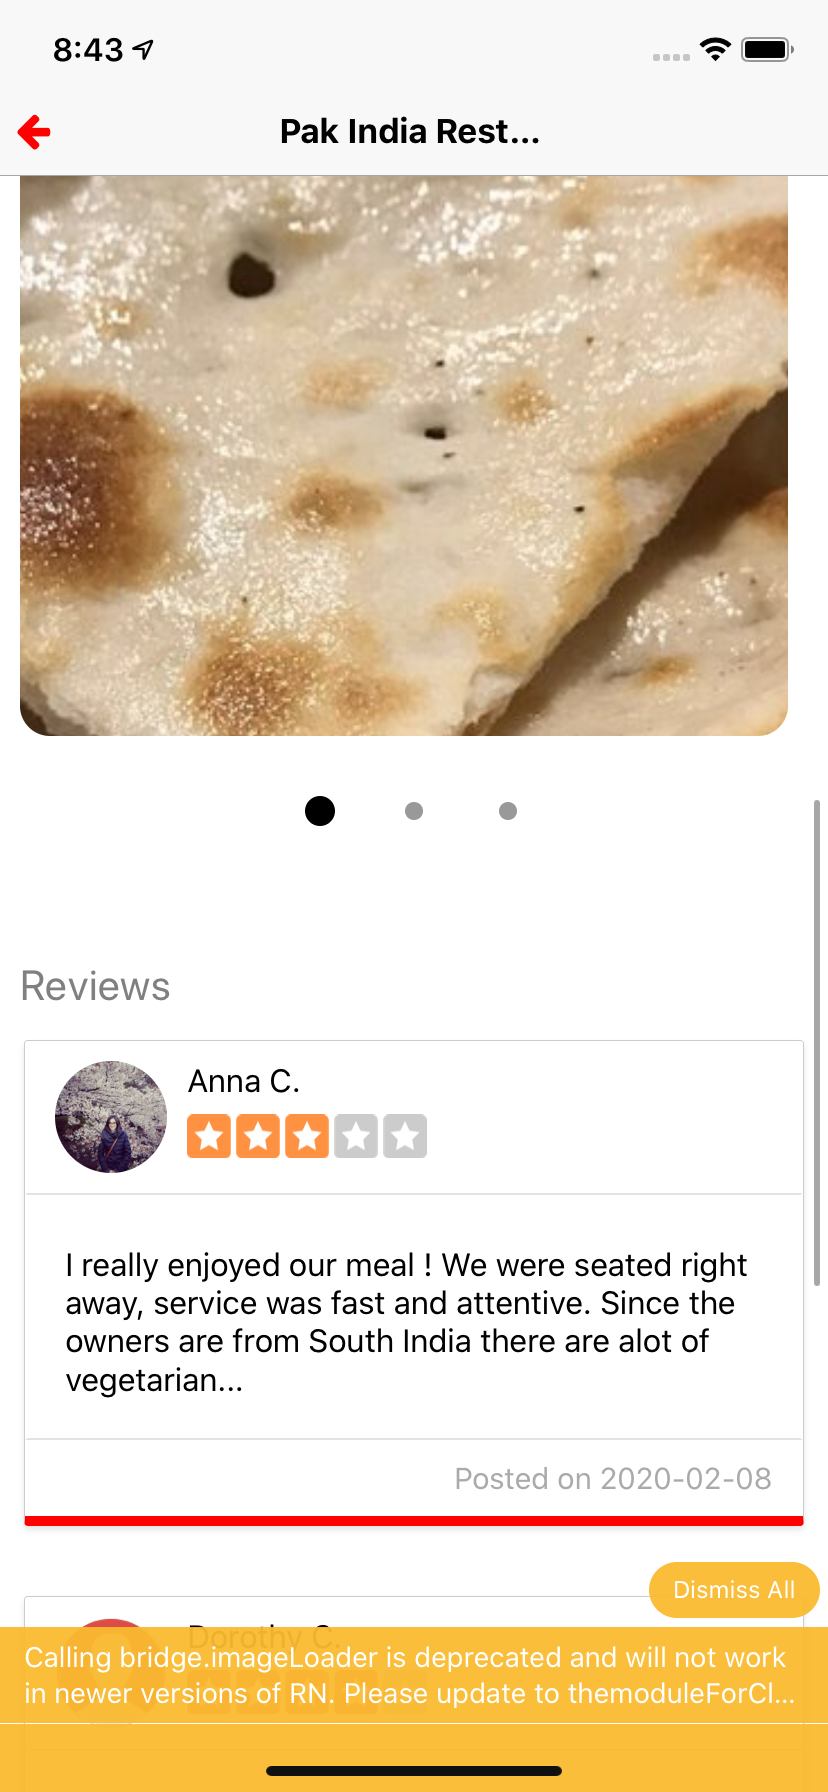 8:43
Pak India Rest...
Reviews
Anna C.
I really enjoyed our meal ! We were seated right
away, service was fast and attentive. Since the
owners are from South India there are alot of
vegetarian...
Posted on 2020-02-08
Dismiss All
Dorothy C.
Calling bridge.imageLoader is deprecated and will not work
in newer versions of RN. Please update to themoduleForCl...